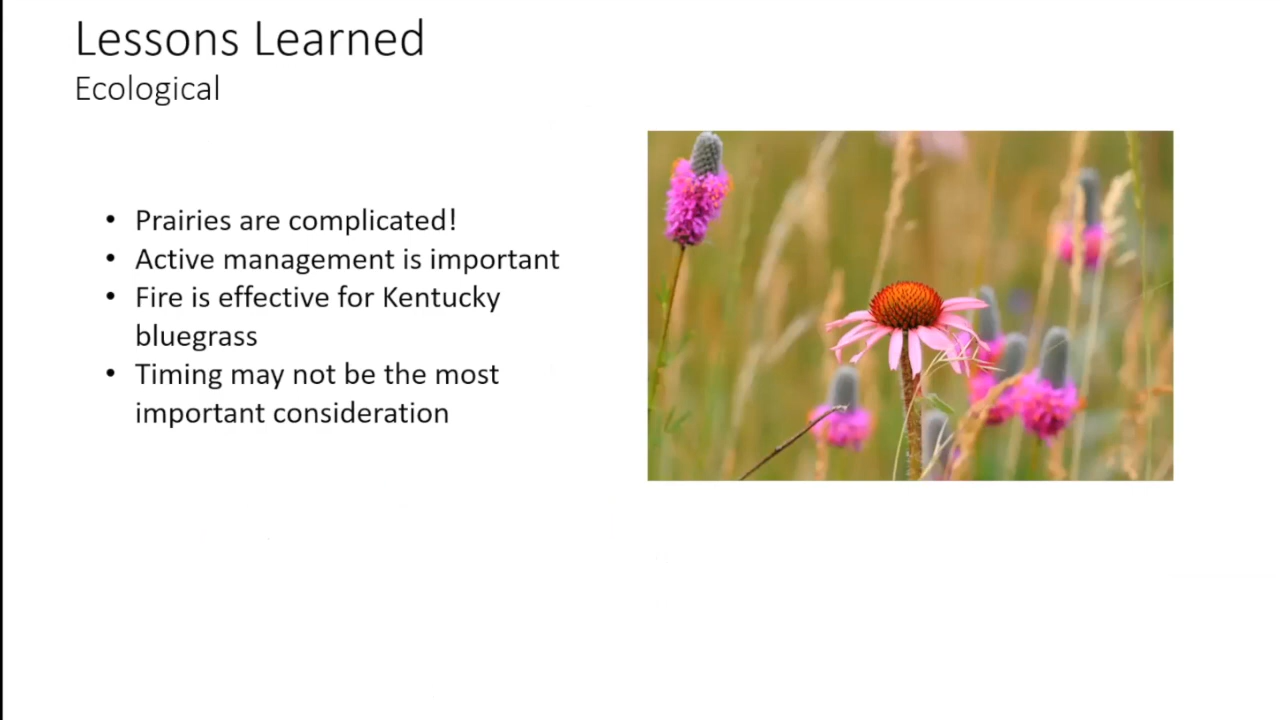 Lessons Learned
Ecological
• Prairies are complicated!
• Active management is important
• Fire is effective for Kentucky
bluegrass
• Timing may not be the most
important consideration